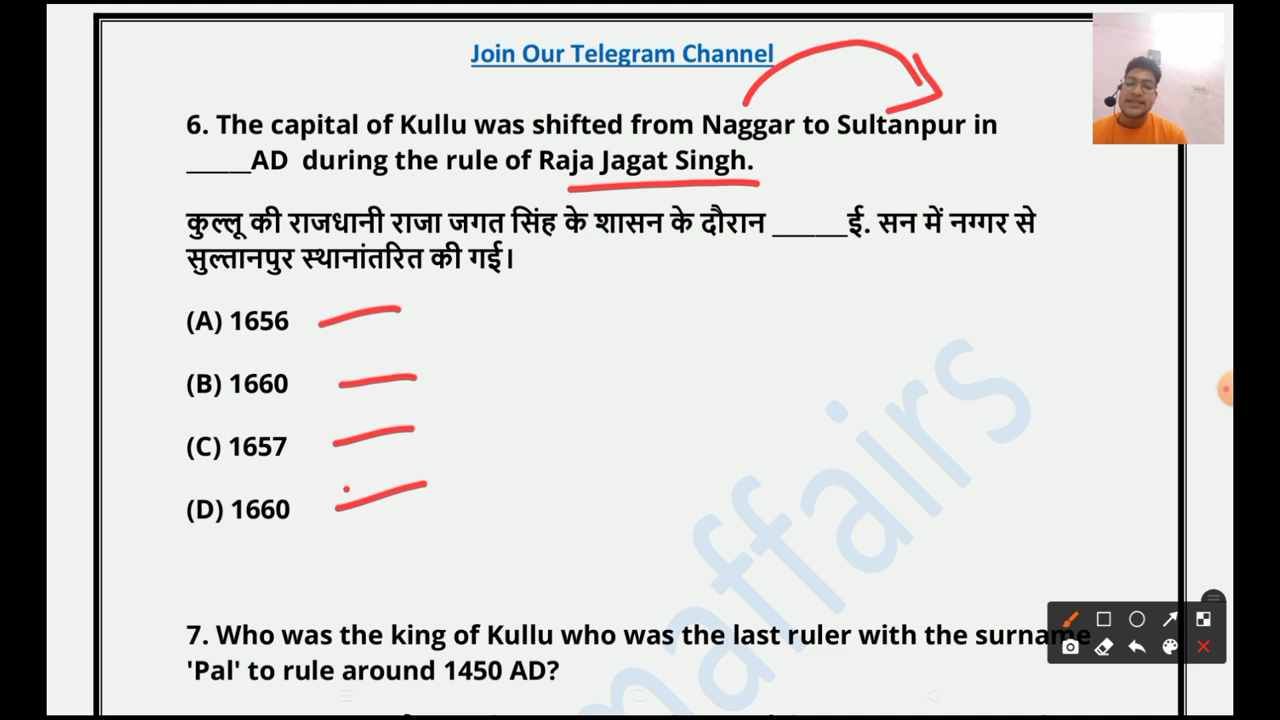 Join Our Telegram Channel
6. The capital of Kullu was shifted from Naggar to Sultanpur in
_____AD during the rule of Raja Jagat Singh.
कुल्लू की राजधानी राजा जगत सिंह के शासन के दौरान ______ई. सन में नग्गर से
सुल्तानपुर स्थानांतरित की गई।
(A) 1656
(B) 1660
(C) 1657
(D) 1660
7. Who was the king of Kullu who was the last ruler with the surname
'Pal' to rule around 1450 AD?
affairs